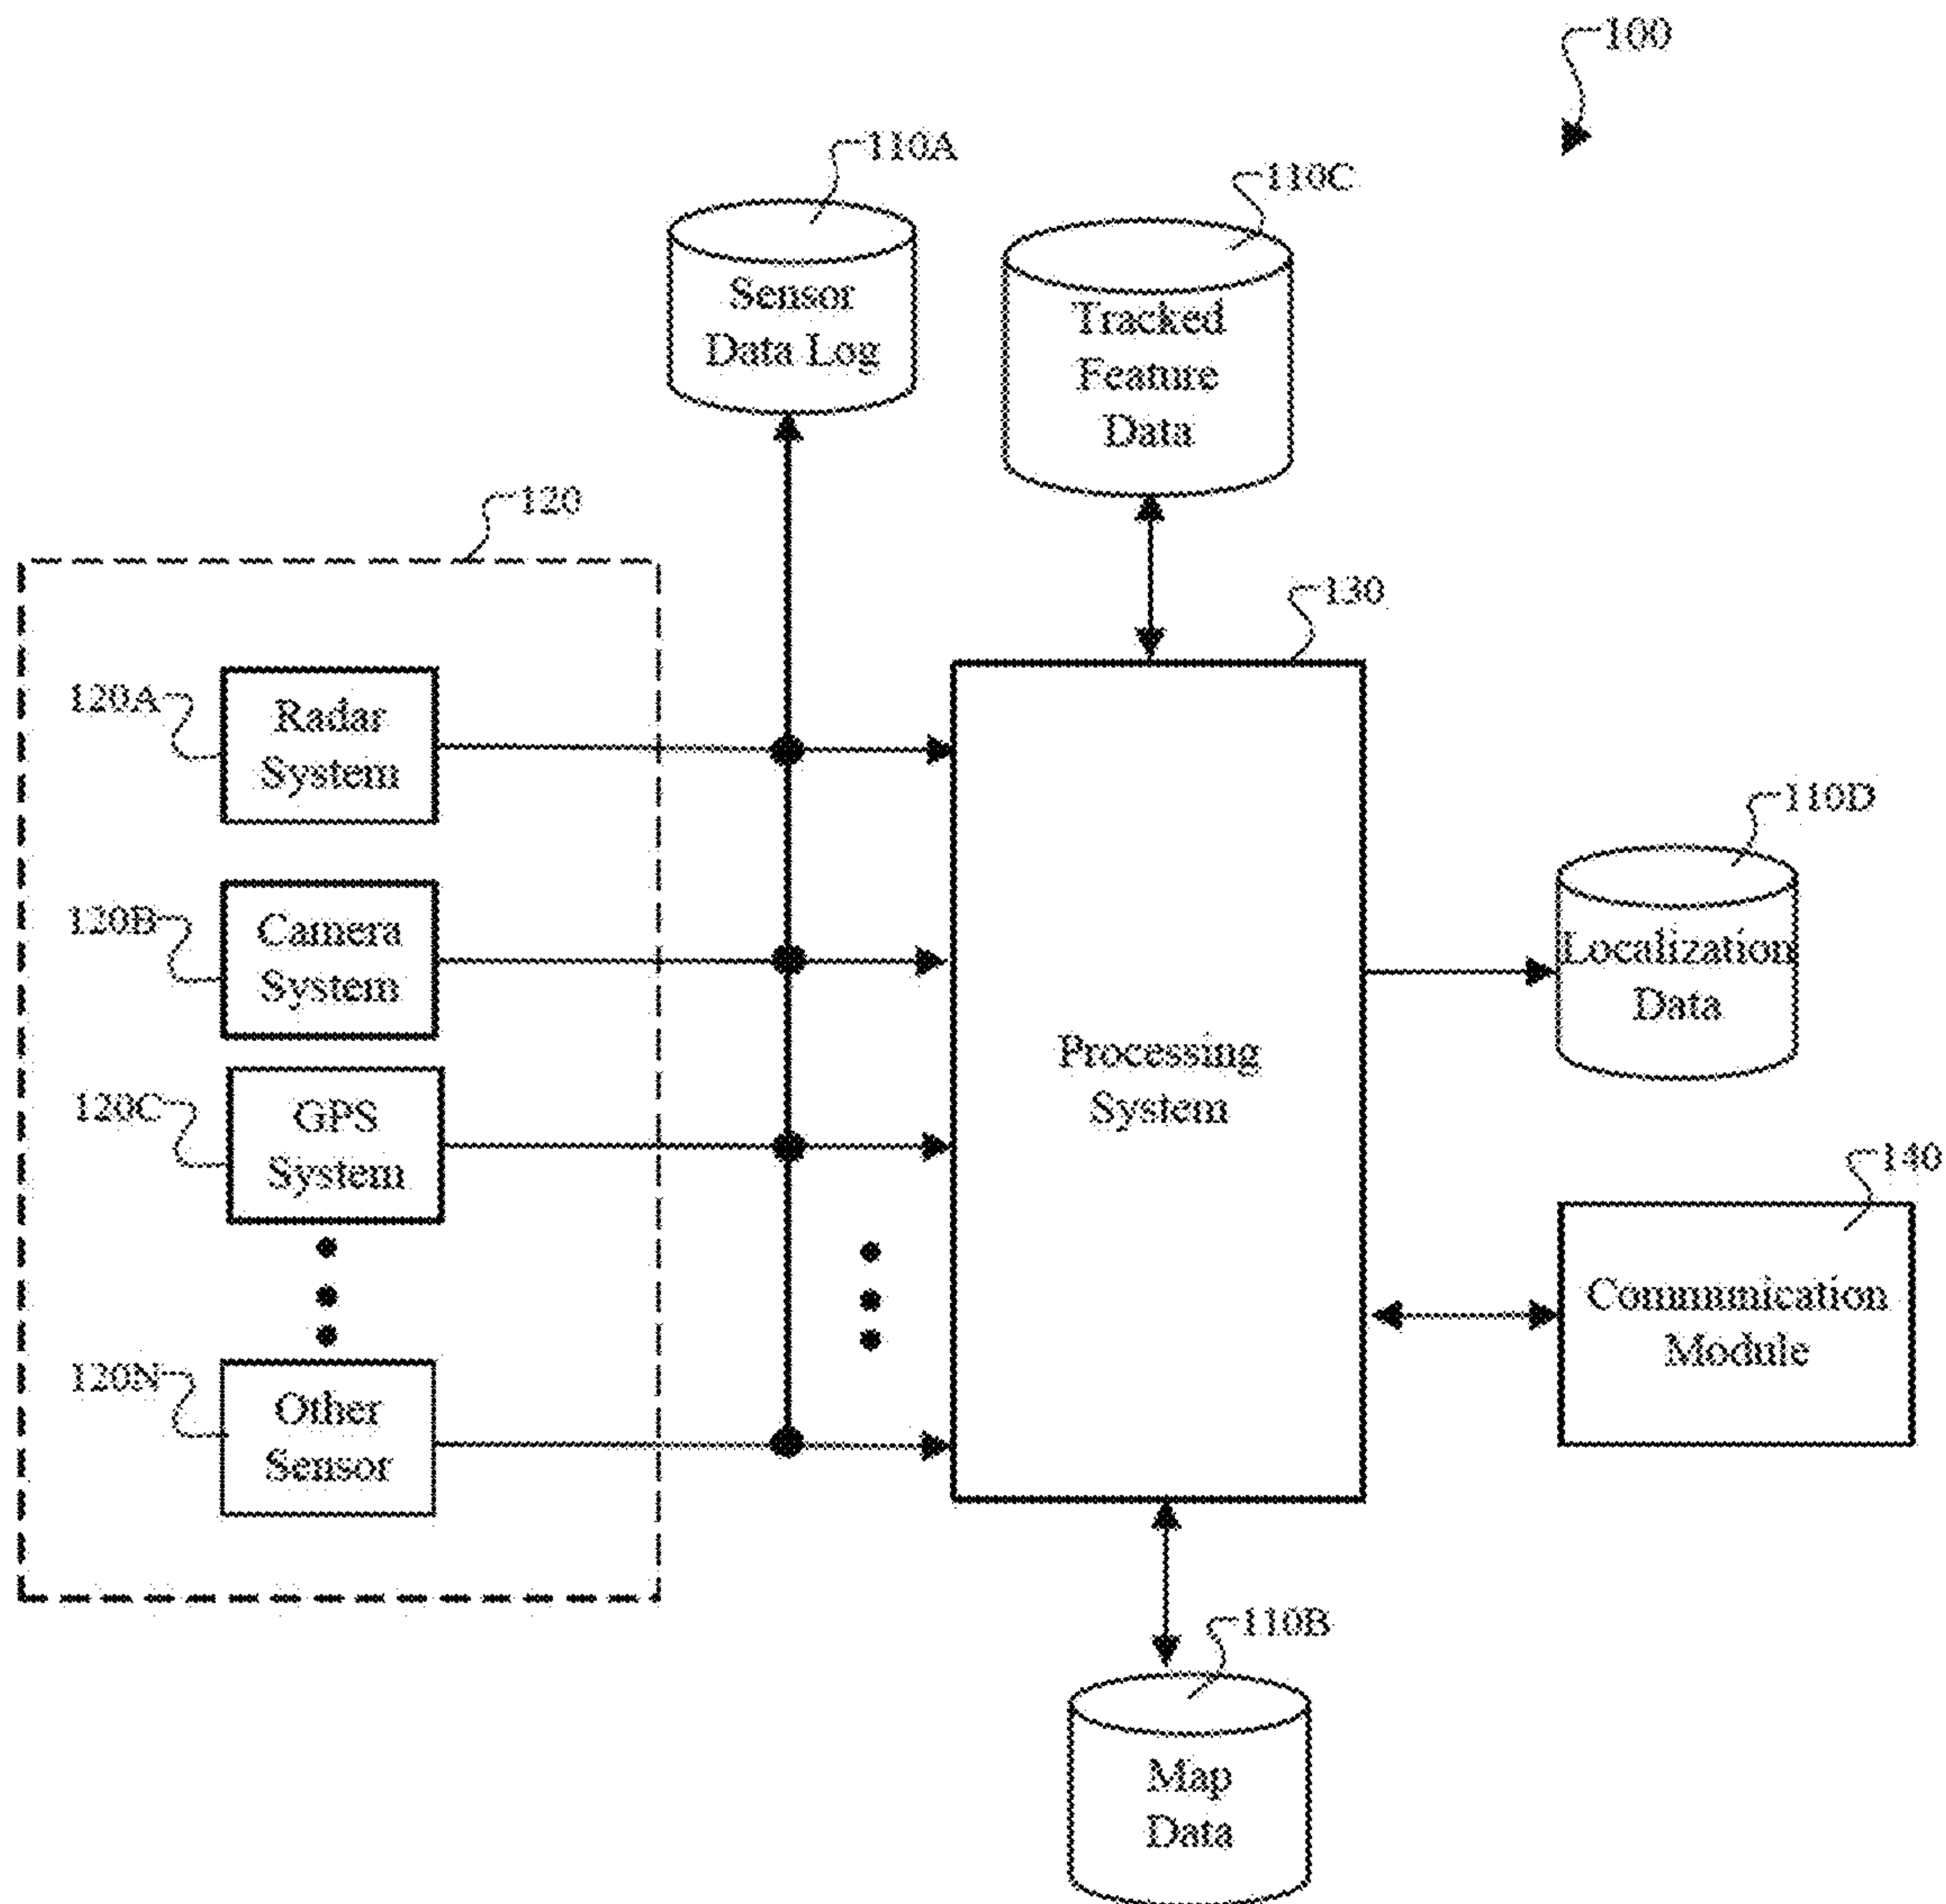 100
110A
110C
Sensor
Data Log
Tracked
Feature
Data
120
130
120A
Radar
System
110D
120B
Camera
System
Localization
Data
Processing
System
120C
GPS
System
140
Communication
Module
120N
Other
Sensor
110B
Map
Data